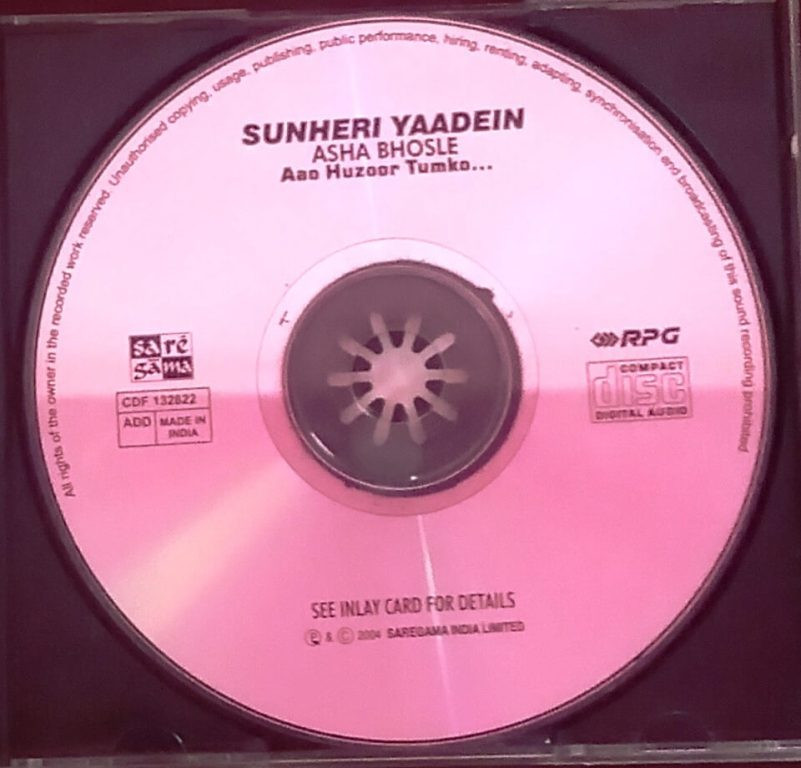 All rights of the owner in the recorded work reserved. Unauthorised copying, usage, publishing, public performance, hiring, renting, adapting, synchronisation and broadcasting of this sound recording prohibited
SUNHERI YAADEIN
ASHA BHOSLE
Aao Huzoor Tumko...
sa re
ga ma
CDF 132822
ADD MADE IN INDIA
RPG
COMPACT
disc
DIGITAL AUDIO
SEE INLAY CARD FOR DETAILS
℗ & © 2004 SAREGAMA INDIA LIMITED